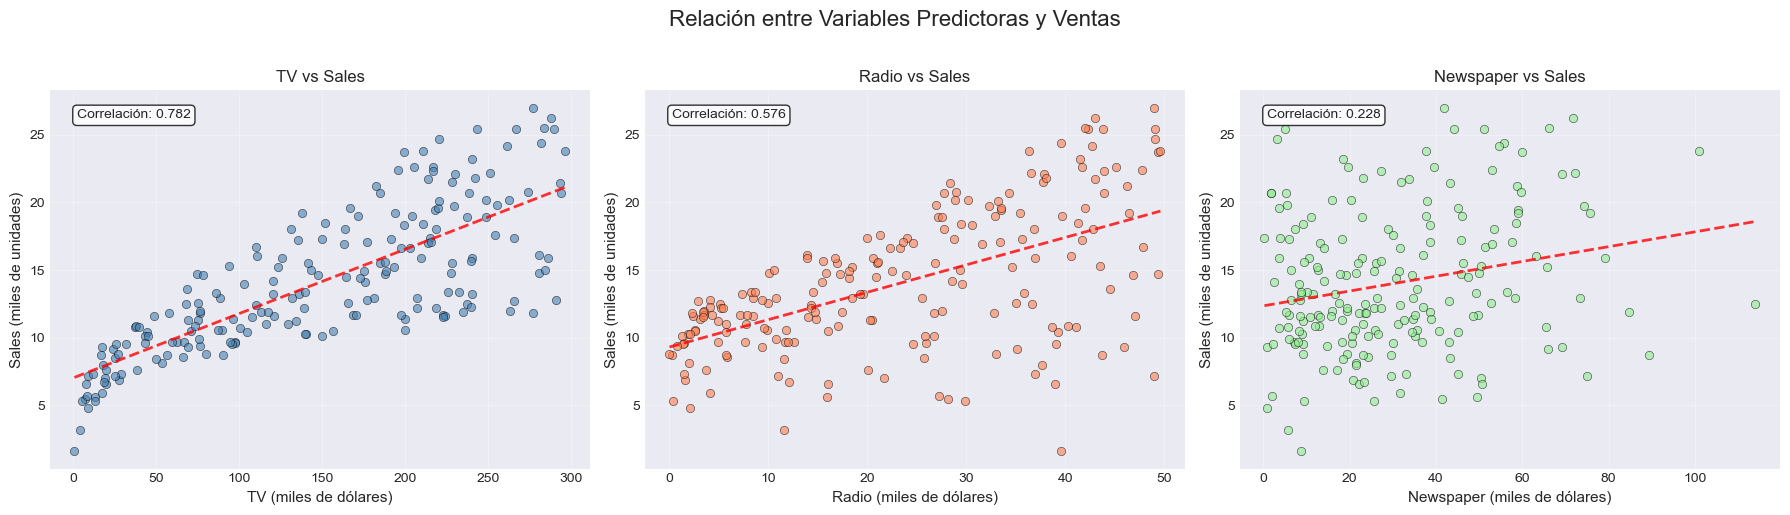 Relación entre Variables Predictoras y Ventas
TV vs Sales
Correlación: 0.782
Sales (miles de unidades)
25
20
15
10
5
0
50
100
150
200
250
300
TV (miles de dólares)
Radio vs Sales
Correlación: 0.576
Sales (miles de unidades)
25
20
15
10
5
0
10
20
30
40
50
Radio (miles de dólares)
Newspaper vs Sales
Correlación: 0.228
Sales (miles de unidades)
25
20
15
10
5
0
20
40
60
80
100
Newspaper (miles de dólares)